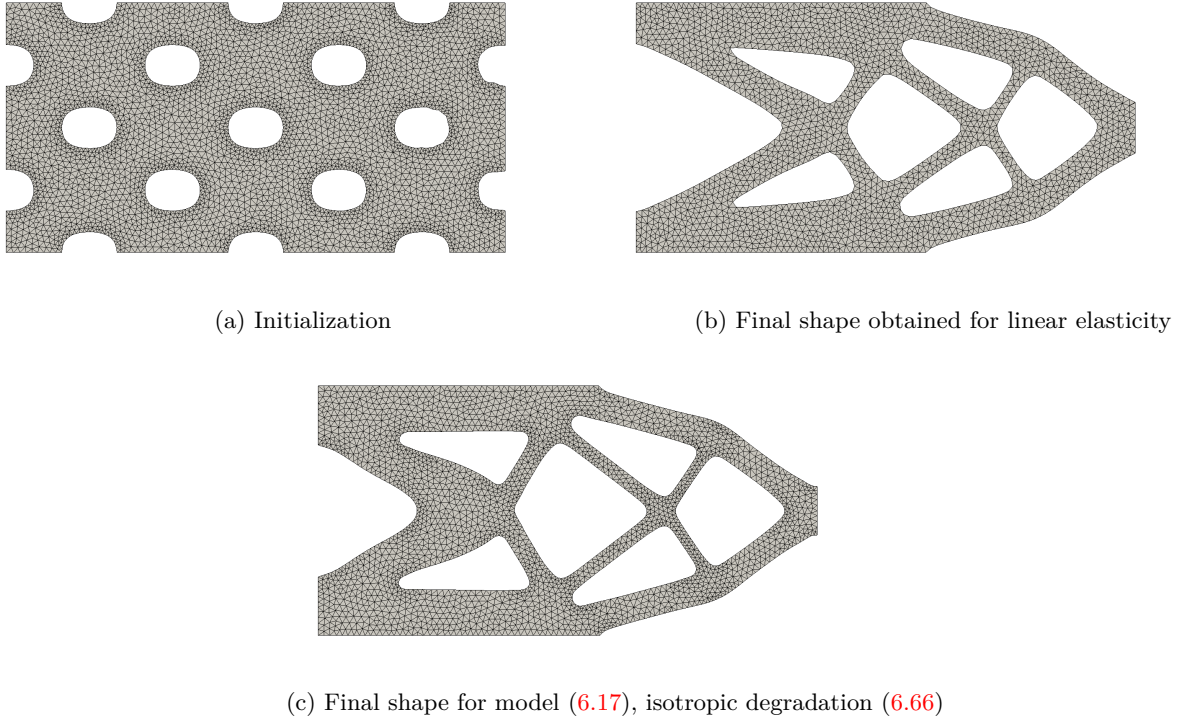 (a) Initialization
(b) Final shape obtained for linear elasticity
(c) Final shape for model (6.17), isotropic degradation (6.66)